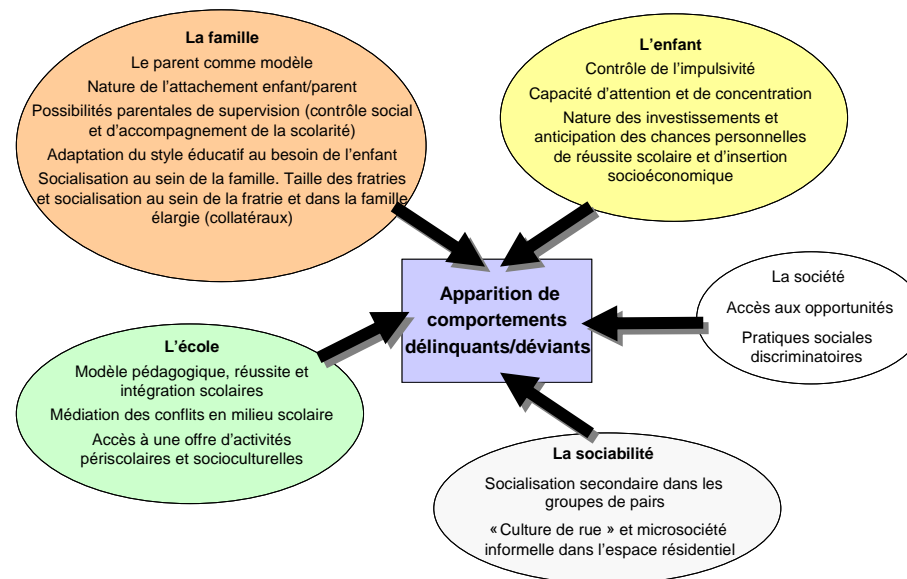 La famille
Le parent comme modèle
Nature de l’attachement enfant/parent
Possibilités parentales de supervision (contrôle social
et d’accompagnement de la scolarité)
Adaptation du style éducatif au besoin de l’enfant
Socialisation au sein de la famille. Taille des fratries
et socialisation au sein de la fratrie et dans la famille
élargie (collatéraux)
L’enfant
Contrôle de l’impulsivité
Capacité d’attention et de concentration
Nature des investissements et
anticipation des chances personnelles
de réussite scolaire et d’insertion
socioéconomique
Apparition de
comportements
délinquants/déviants
La société
Accès aux opportunités
Pratiques sociales
discriminatoires
L’école
Modèle pédagogique, réussite et
intégration scolaires
Médiation des conflits en milieu scolaire
Accès à une offre d’activités
périscolaires et socioculturelles
La sociabilité
Socialisation secondaire dans les
groupes de pairs
« Culture de rue » et microsociété
informelle dans l’espace résidentiel